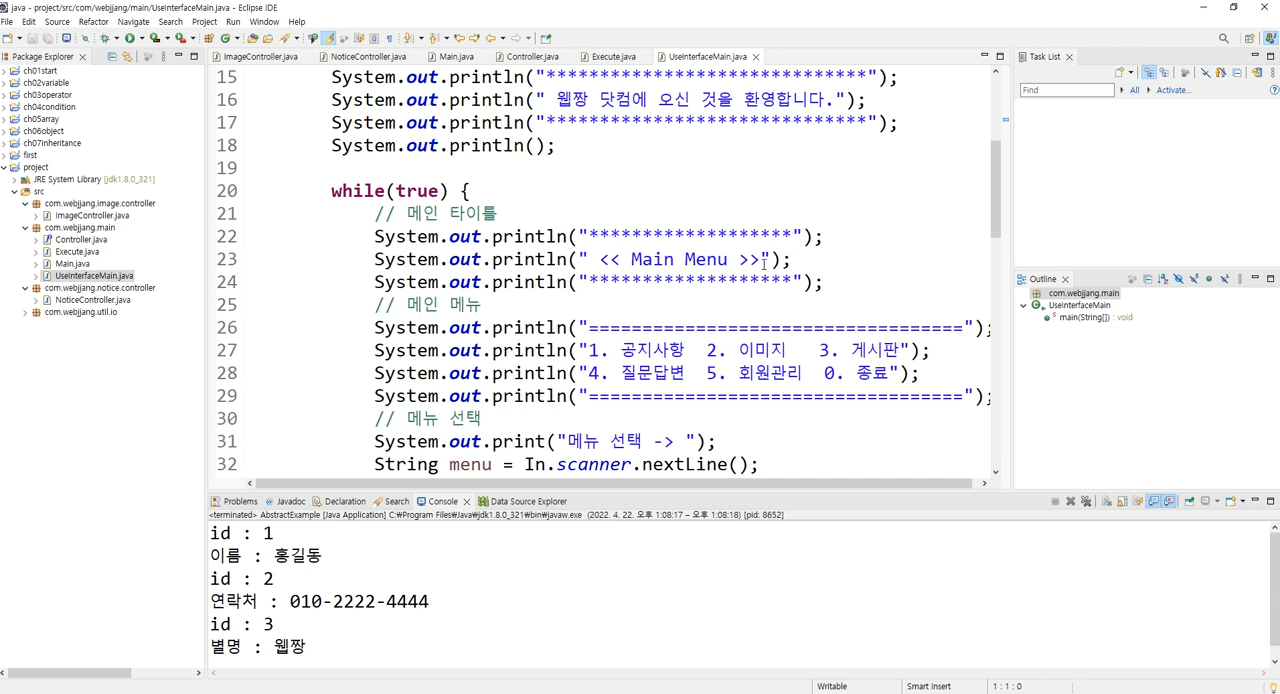 java - project/src/com/webjjang/main/UseInterfaceMain.java - Eclipse IDE
File Edit Source Refactor Navigate Search Project Run Window Help
Package Explorer
ch01start
ch02variable
ch03operator
ch04condition
ch05array
ch06object
ch07inheritance
first
project
JRE System Library [jdk1.8.0_321]
src
com.webjjang.image.controller
ImageController.java
com.webjjang.main
Controller.java
Execute.java
Main.java
UseInterfaceMain.java
com.webjjang.notice.controller
NoticeController.java
com.webjjang.util.io
ImageController.java NoticeController.java Main.java Controller.java Execute.java UseInterfaceMain.java
15 System.out.println("******************************");
16 System.out.println(" 웹짱 닷컴에 오신 것을 환영합니다.");
17 System.out.println("******************************");
18 System.out.println();
19
20 while(true) {
21 // 메인 타이틀
22 System.out.println("*******************");
23 System.out.println(" << Main Menu >>");
24 System.out.println("*******************");
25 // 메인 메뉴
26 System.out.println("===================================");
27 System.out.println("1. 공지사항 2. 이미지 3. 게시판");
28 System.out.println("4. 질문답변 5. 회원관리 0. 종료");
29 System.out.println("===================================");
30 // 메뉴 선택
31 System.out.print("메뉴 선택 -> ");
32 String menu = In.scanner.nextLine();
Task List
Find All Activate...
Outline
com.webjjang.main
UseInterfaceMain
main(String[]) : void
Problems Javadoc Declaration Search Console Data Source Explorer
<terminated> AbstractExample [Java Application] C:₩Program Files₩Java₩jdk1.8.0_321₩bin₩javaw.exe (2022. 4. 22. 오후 1:08:17 – 오후 1:08:18) [pid: 8652]
id : 1
이름 : 홍길동
id : 2
연락처 : 010-2222-4444
id : 3
별명 : 웹짱
Writable Smart Insert 1 : 1 : 0